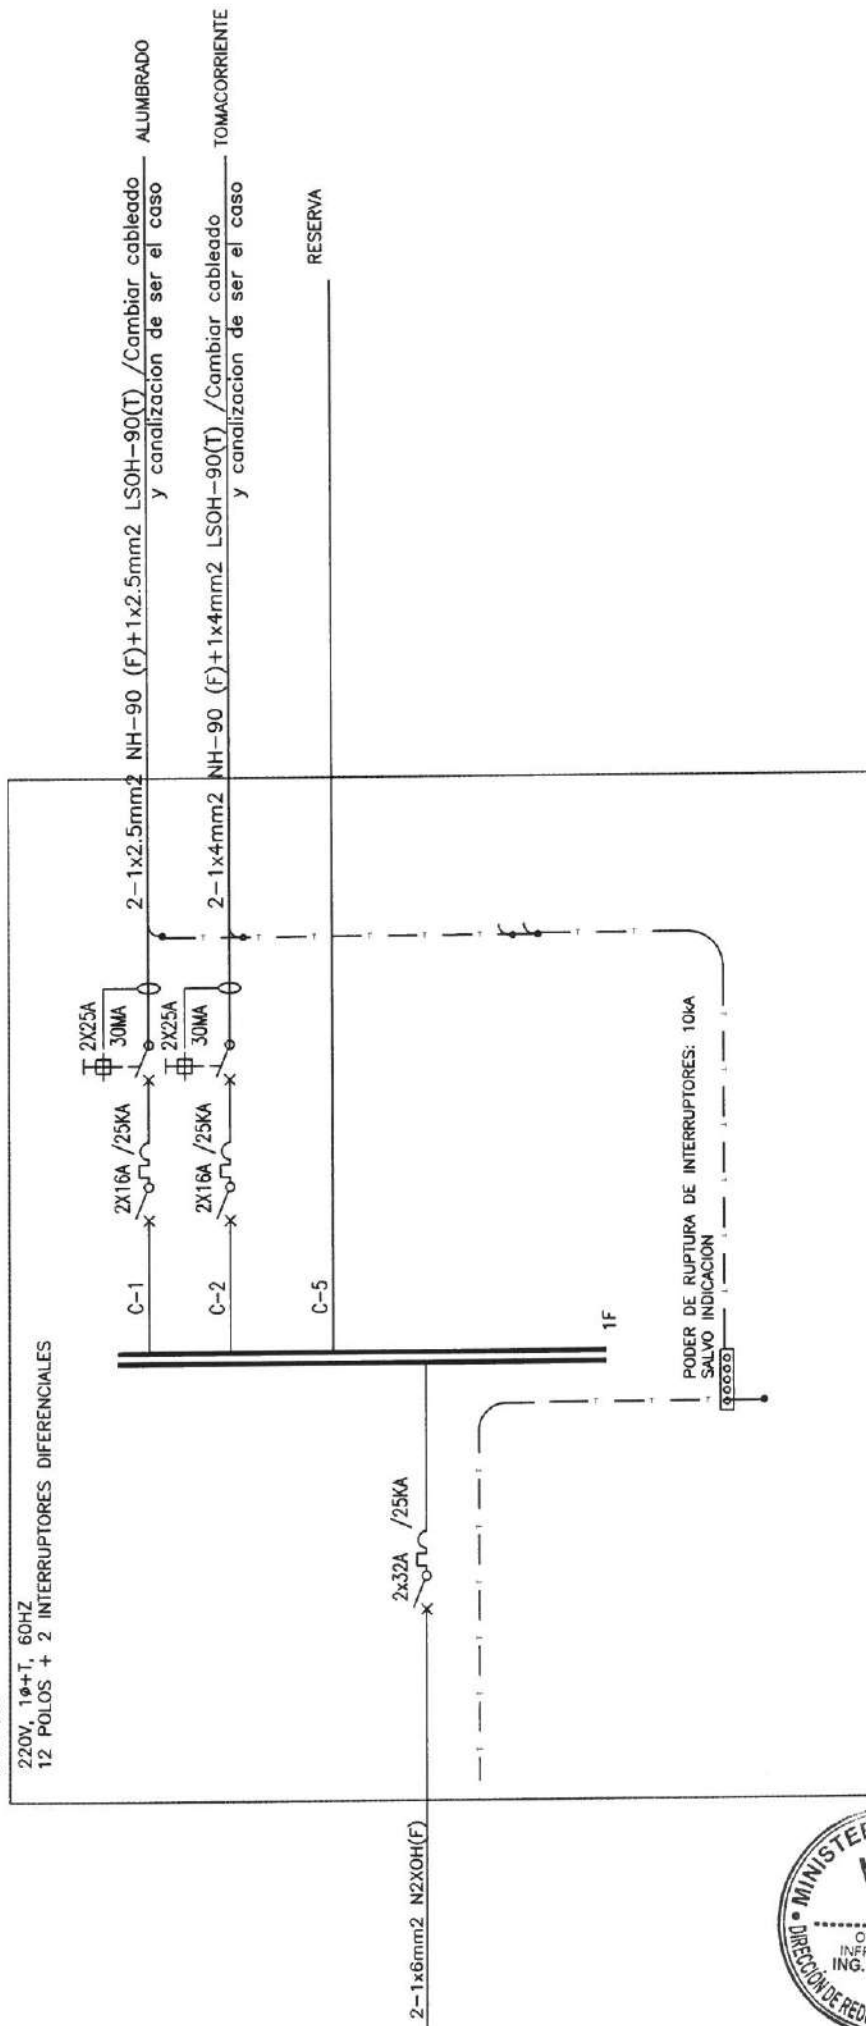 220V, 1ø+T, 60HZ
12 POLOS + 2 INTERRUPTORES DIFERENCIALES
2-1x6mm2 N2XOH(F)
2x32A /25KA
C-1
2X16A /25KA
2X25A
30MA
2-1x2.5mm2 NH-90 (F)+1x2.5mm2 LSOH-90(T) /Cambiar cableado
y canalizacion de ser el caso
ALUMBRADO
C-2
2X16A /25KA
2X25A
30MA
2-1x4mm2 NH-90 (F)+1x4mm2 LSOH-90(T) /Cambiar cableado
y canalizacion de ser el caso
TOMACORRIENTE
C-5
RESERVA
1F
PODER DE RUPTURA DE INTERRUPTORES: 10kA
SALVO INDICACION
ING.